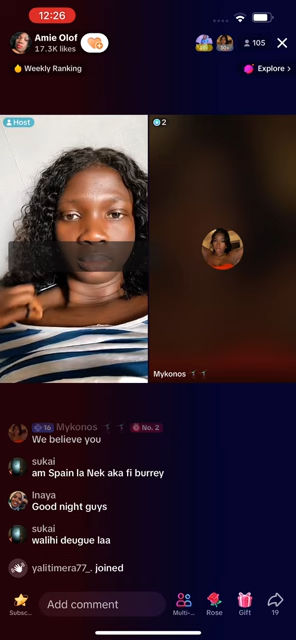 12:26
Amie Olof
17.3K likes
105
Weekly Ranking
Explore >
Host
2
Mykonos
16 Mykonos No. 2
We believe you
sukai
am Spain la Nek aka fi burrey
Inaya
Good night guys
sukai
walihi deugue laa
yalitimera77_. joined
Subsc...
Add comment
Multi-...
Rose
Gift
19